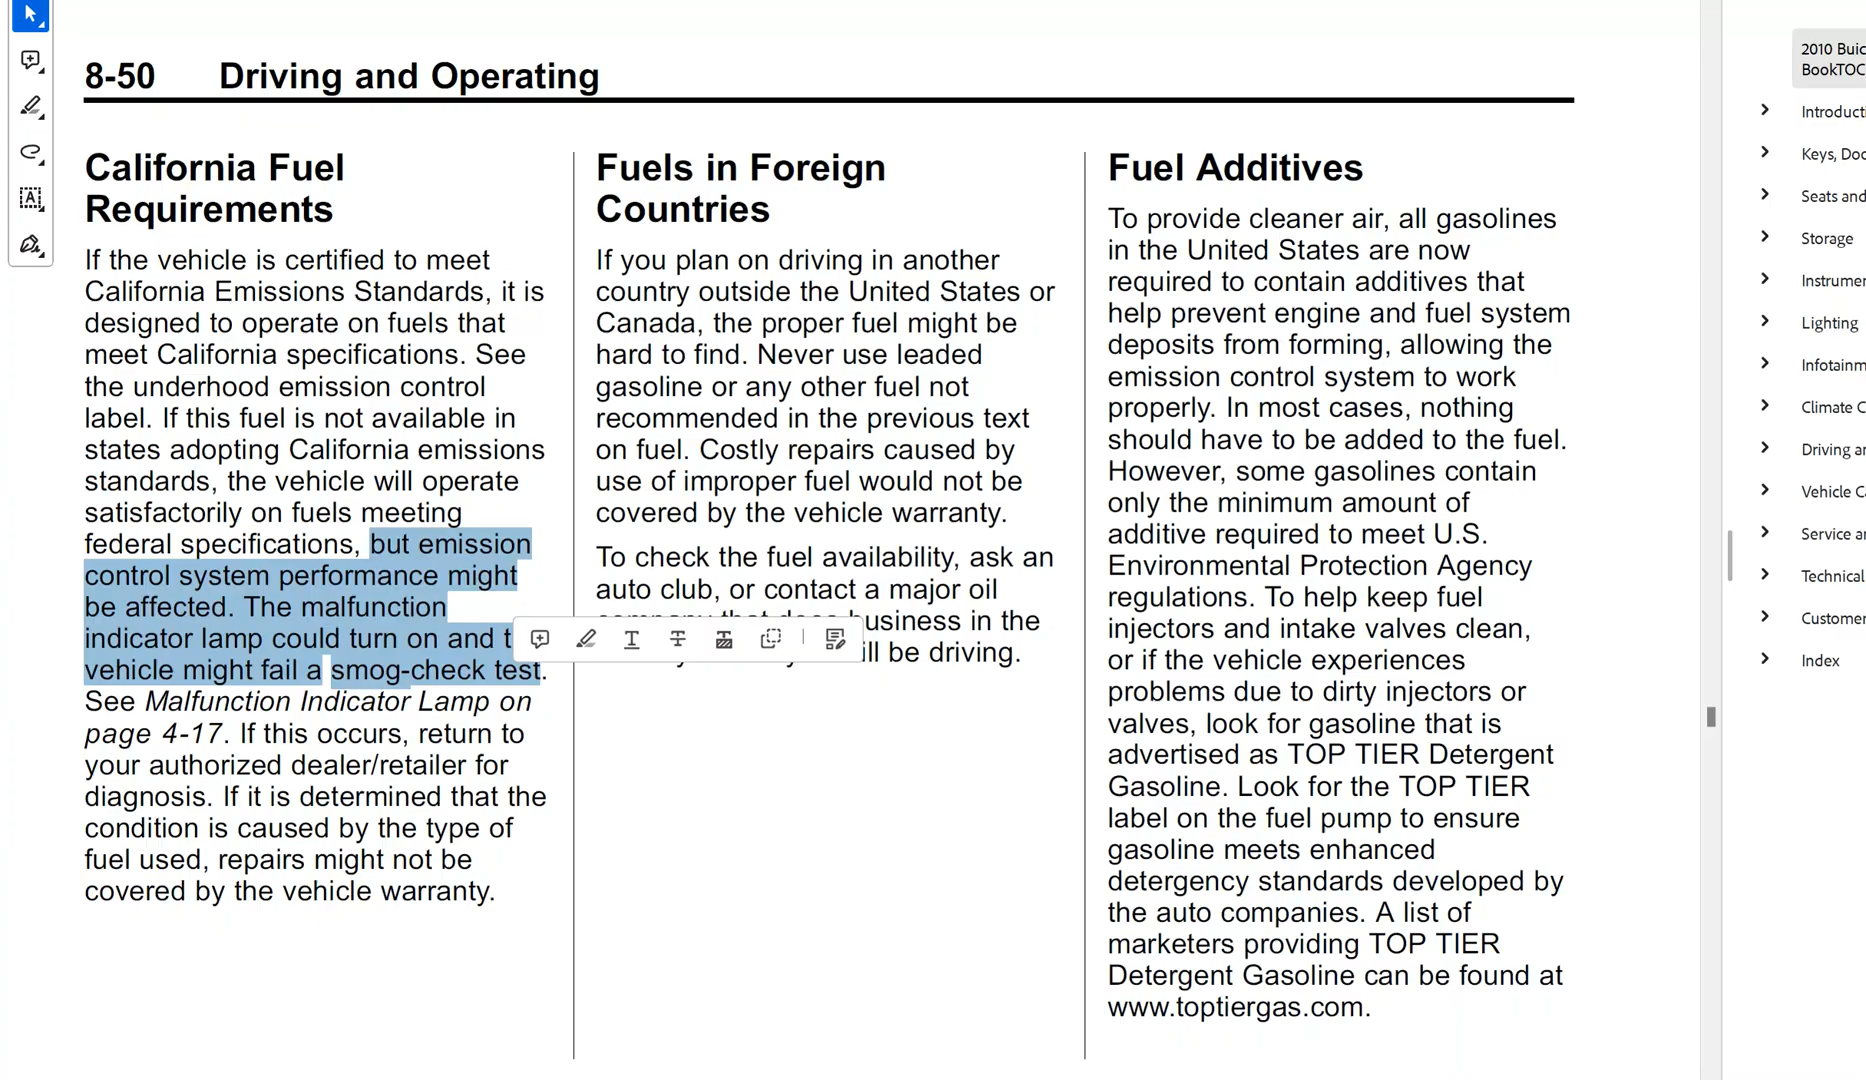 8-50 Driving and Operating
California Fuel
Requirements
If the vehicle is certified to meet
California Emissions Standards, it is
designed to operate on fuels that
meet California specifications. See
the underhood emission control
label. If this fuel is not available in
states adopting California emissions
standards, the vehicle will operate
satisfactorily on fuels meeting
federal specifications, but emission
control system performance might
be affected. The malfunction
indicator lamp could turn on and t
vehicle might fail a smog-check test.
See Malfunction Indicator Lamp on
page 4-17. If this occurs, return to
your authorized dealer/retailer for
diagnosis. If it is determined that the
condition is caused by the type of
fuel used, repairs might not be
covered by the vehicle warranty.
Fuels in Foreign
Countries
If you plan on driving in another
country outside the United States or
Canada, the proper fuel might be
hard to find. Never use leaded
gasoline or any other fuel not
recommended in the previous text
on fuel. Costly repairs caused by
use of improper fuel would not be
covered by the vehicle warranty.
To check the fuel availability, ask an
auto club, or contact a major oil
company that does business in the
ill be driving.
Fuel Additives
To provide cleaner air, all gasolines
in the United States are now
required to contain additives that
help prevent engine and fuel system
deposits from forming, allowing the
emission control system to work
properly. In most cases, nothing
should have to be added to the fuel.
However, some gasolines contain
only the minimum amount of
additive required to meet U.S.
Environmental Protection Agency
regulations. To help keep fuel
injectors and intake valves clean,
or if the vehicle experiences
problems due to dirty injectors or
valves, look for gasoline that is
advertised as TOP TIER Detergent
Gasoline. Look for the TOP TIER
label on the fuel pump to ensure
gasoline meets enhanced
detergency standards developed by
the auto companies. A list of
marketers providing TOP TIER
Detergent Gasoline can be found at
www.toptiergas.com.
2010 Buic
BookTOC
Introducti
Keys, Doo
Seats and
Storage
Instrumen
Lighting
Infotainm
Climate C
Driving an
Vehicle Ca
Service an
Technical
Customer
Index